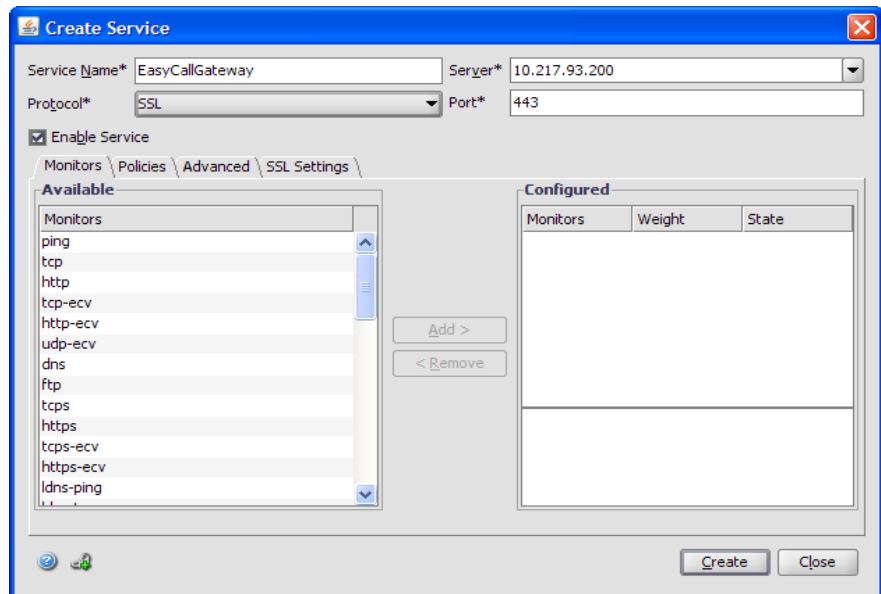 Create Service
Service Name* EasyCallGateway Server* 10.217.93.200
Protocol* SSL Port* 443
Enable Service
Monitors Policies Advanced SSL Settings
Available
Configured
Monitors
Monitors Weight State
ping
tcp
http
tcp-ecv
http-ecv
udp-ecv
dns
ftp
tcps
https
tcps-ecv
https-ecv
ldns-ping
Add >
< Remove
Create Close